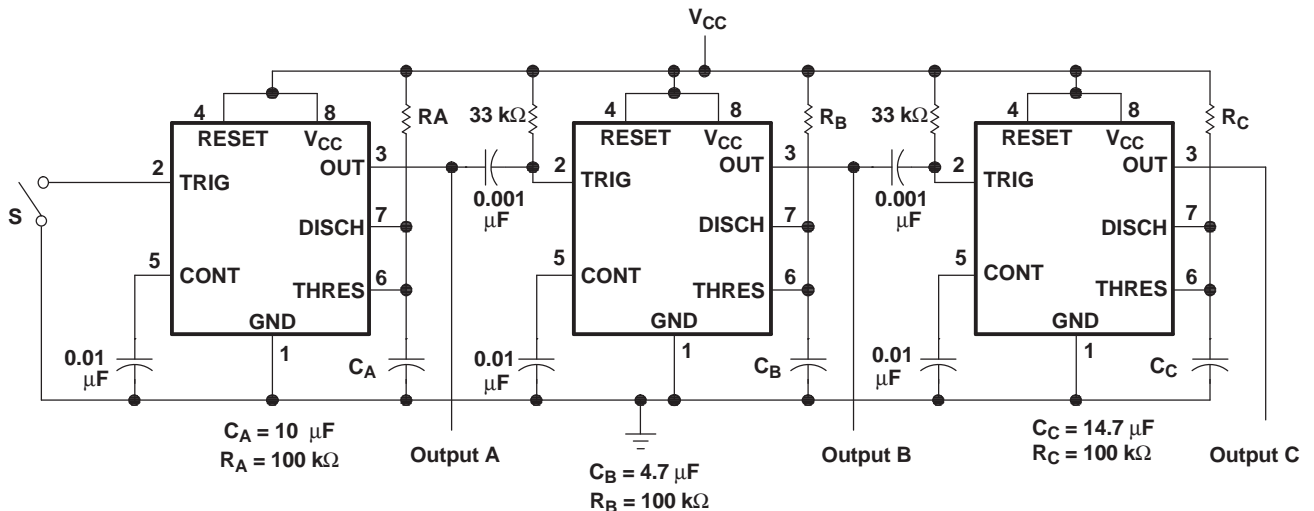 VCC
4
8
RESET
VCC
2
TRIG
OUT
3
DISCH
7
5
CONT
THRES
6
GND
1
RA
33 kΩ
0.001
μF
S
0.01
μF
CA
CA = 10 μF
RA = 100 kΩ
Output A
4
8
RESET
VCC
2
TRIG
OUT
3
DISCH
7
5
CONT
THRES
6
GND
1
RB
33 kΩ
0.001
μF
0.01
μF
CB
CB = 4.7 μF
RB = 100 kΩ
Output B
4
8
RESET
VCC
2
TRIG
OUT
3
DISCH
7
5
CONT
THRES
6
GND
1
RC
0.01
μF
CC
CC = 14.7 μF
RC = 100 kΩ
Output C